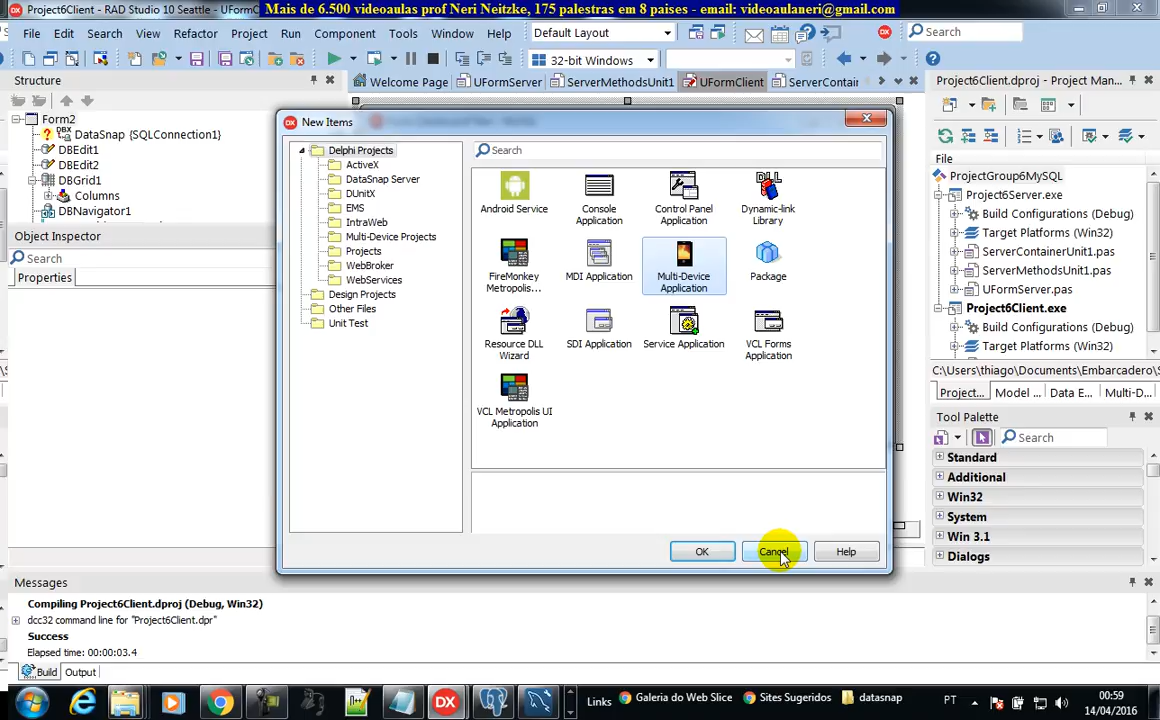 Project6Client - RAD Studio 10 Seattle - UFormC
Mais de 6.500 videoaulas prof Neri Neitzke, 175 palestras em 8 paises - email: videoaulaneri@gmail.com
File Edit Search View Refactor Project Run Component Tools Window Help Default Layout Search
32-bit Windows
Structure
Welcome Page UFormServer ServerMethodsUnit1 UFormClient ServerContair
Project6Client.dproj - Project Man...
Form2
DataSnap {SQLConnection1}
DBEdit1
DBEdit2
DBGrid1
Columns
DBNavigator1
Object Inspector
Search
Properties
New Items
Delphi Projects
ActiveX
DataSnap Server
DUnitX
EMS
IntraWeb
Multi-Device Projects
Projects
WebBroker
WebServices
Design Projects
Other Files
Unit Test
Search
Android Service
Console Application
Control Panel Application
Dynamic-link Library
FireMonkey Metropolis...
MDI Application
Multi-Device Application
Package
Resource DLL Wizard
SDI Application
Service Application
VCL Forms Application
VCL Metropolis UI Application
OK Cancel Help
File
ProjectGroup6MySQL
Project6Server.exe
Build Configurations (Debug)
Target Platforms (Win32)
ServerContainerUnit1.pas
ServerMethodsUnit1.pas
UFormServer.pas
Project6Client.exe
Build Configurations (Debug)
Target Platforms (Win32)
C:\Users\thiago\Documents\Embarcadero\S
Project... Model ... Data E... Multi-D...
Tool Palette
Search
Standard
Additional
Win32
System
Win 3.1
Dialogs
Messages
Compiling Project6Client.dproj (Debug, Win32)
dcc32 command line for "Project6Client.dpr"
Success
Elapsed time: 00:00:03.4
Build Output
Links Galeria do Web Slice Sites Sugeridos datasnap PT 00:59
14/04/2016